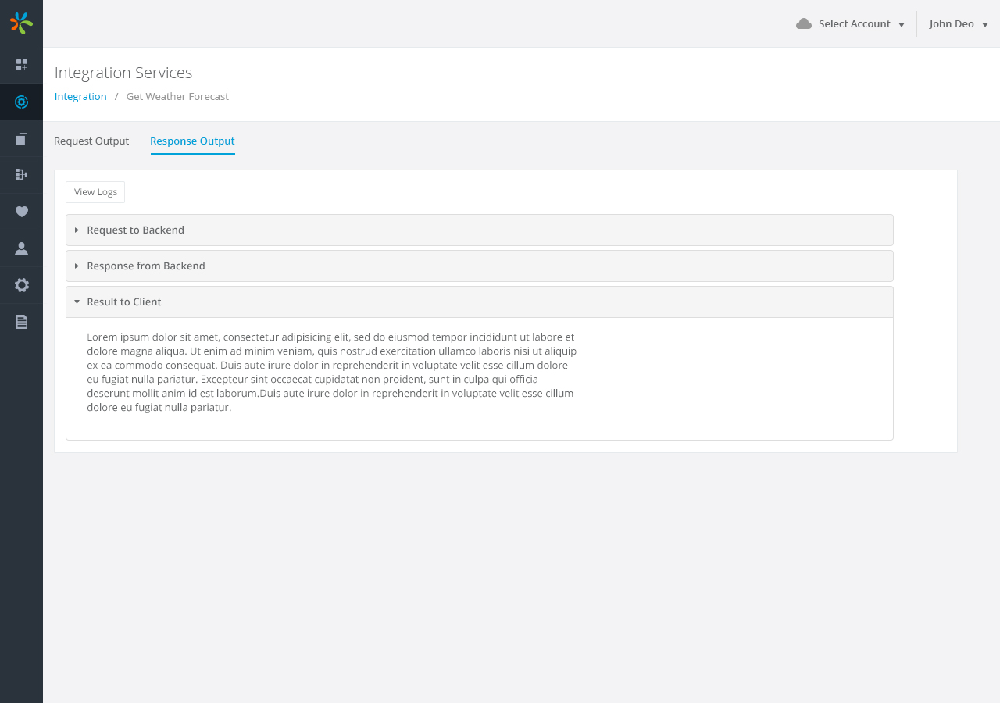 Select Account
John Deo
Integration Services
Integration / Get Weather Forecast
Request Output
Response Output
View Logs
Request to Backend
Response from Backend
Result to Client
Lorem ipsum dolor sit amet, consectetur adipisicing elit, sed do eiusmod tempor incididunt ut labore et
dolore magna aliqua. Ut enim ad minim veniam, quis nostrud exercitation ullamco laboris nisi ut aliquip
ex ea commodo consequat. Duis aute irure dolor in reprehenderit in voluptate velit esse cillum dolore
eu fugiat nulla pariatur. Excepteur sint occaecat cupidatat non proident, sunt in culpa qui officia
deserunt mollit anim id est laborum.Duis aute irure dolor in reprehenderit in voluptate velit esse cillum
dolore eu fugiat nulla pariatur.